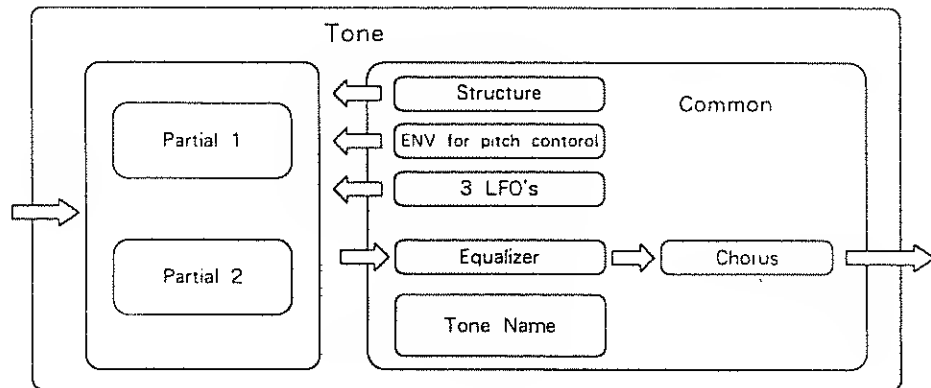 Tone
Partial 1
Partial 2
Structure
Common
ENV for pitch contorol
3 LFO's
Equalizer
Chorus
Tone Name